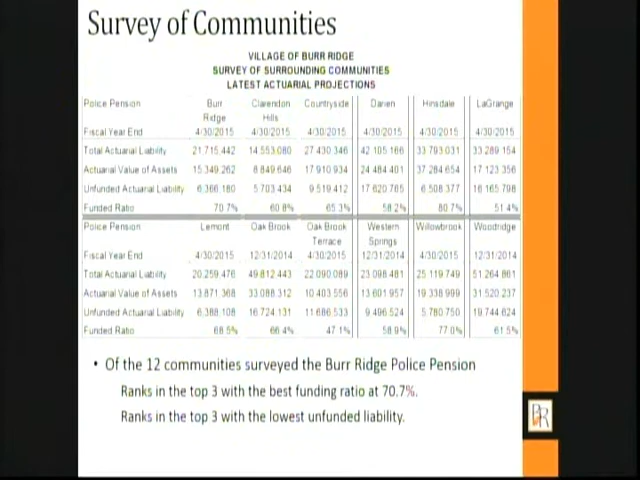 Survey of Communities
VILLAGE OF BURR RIDGE
SURVEY OF SURROUNDING COMMUNITIES
LATEST ACTUARIAL PROJECTIONS
Police Pension Burr Ridge Clarendon Hills Countryside Darien Hinsdale LaGrange
Fiscal Year End 4/30/2015 4/30/2015 4/30/2015 4/30/2015 4/30/2015 4/30/2015
Total Actuarial Liability 21 715 442 14 553 080 27 430 346 42 105 166 33 289 154
Actuarial Value of Assets 15 349 262 8 849 646 17 910 934 24 484 401 17 123 356
Unfunded Actuarial Liability 6 366 180 5 703 434 9 519 412 17 620 765 6 508 377 16 165 798
Funded Ratio 70.7% 60.8% 65.3% 58.2% 80.7% 51.4%
Police Pension Lemont Oak Brook Oak Brook Terrace Western Springs Willowbrook Woodridge
Fiscal Year End 4/30/2015 12/31/2014 4/30/2015 12/31/2014 4/30/2015 12/31/2014
Total Actuarial Liability 20 259 476 49 812 443 22 090 089 23 098 481 25 119 749 51 264 861
Actuarial Value of Assets 13 871 368 33 088 312 10 403 556 13 601 957 19 338 999 31 520 237
Unfunded Actuarial Liability 6 388 108 16 724 131 11 686 533 9 496 524 5 780 750 19 744 624
Funded Ratio 68.5% 66.4% 47.1% 58.9% 77.0% 61.5%
• Of the 12 communities surveyed the Burr Ridge Police Pension
Ranks in the top 3 with the best funding ratio at 70.7%.
Ranks in the top 3 with the lowest unfunded liability.
BR